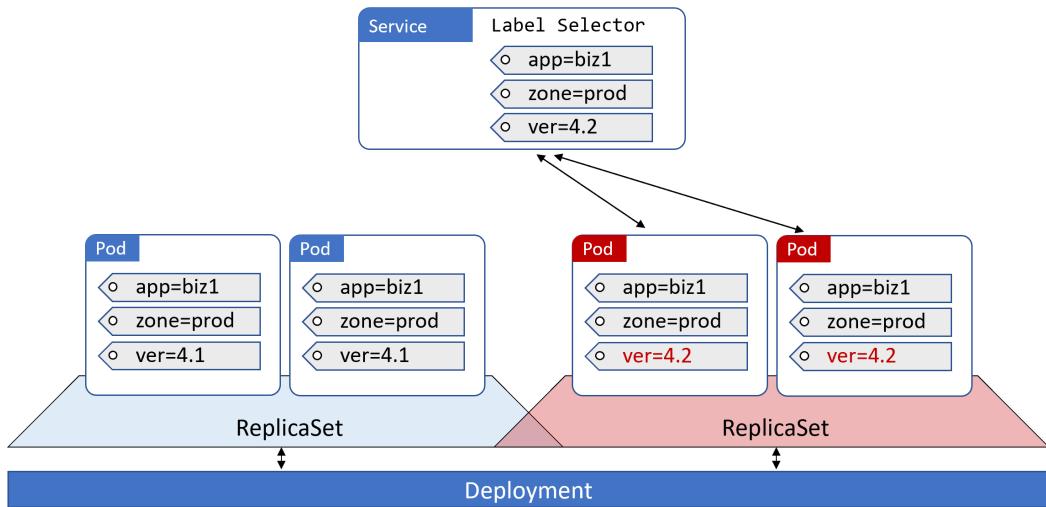 Service
Label Selector
app=biz1
zone=prod
ver=4.2
Pod
app=biz1
zone=prod
ver=4.1
Pod
app=biz1
zone=prod
ver=4.1
Pod
app=biz1
zone=prod
ver=4.2
Pod
app=biz1
zone=prod
ver=4.2
ReplicaSet
ReplicaSet
Deployment